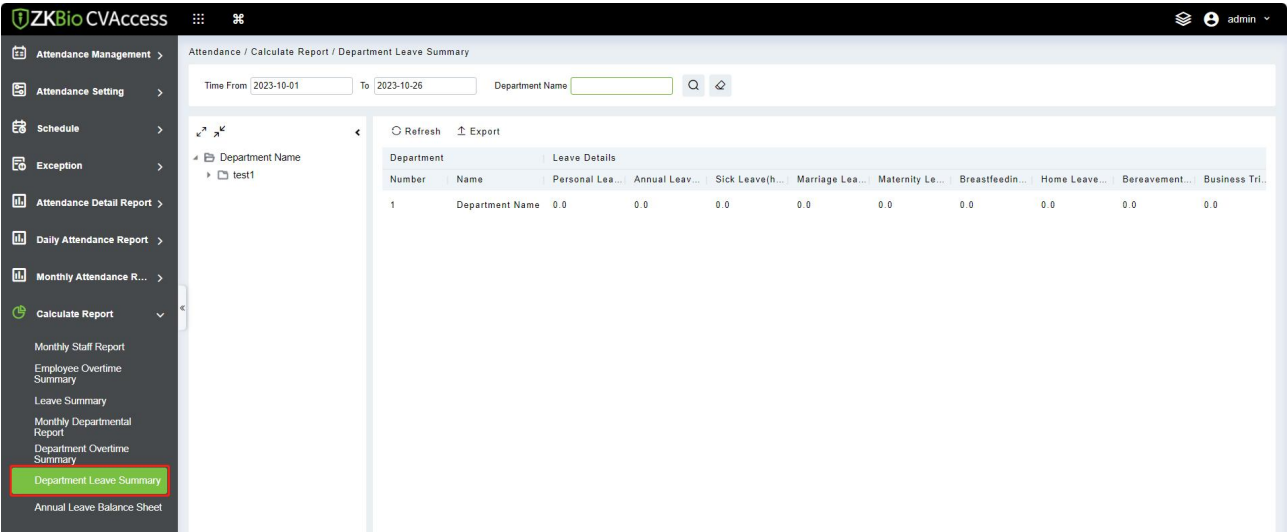 ZKBio CVAccess
admin
Attendance Management
Attendance Setting
Schedule
Exception
Attendance Detail Report
Daily Attendance Report
Monthly Attendance R...
Calculate Report
Monthly Staff Report
Employee Overtime
Summary
Leave Summary
Monthly Departmental
Report
Department Overtime
Summary
Department Leave Summary
Annual Leave Balance Sheet
Attendance / Calculate Report / Department Leave Summary
Time From 2023-10-01 To 2023-10-26 Department Name
Department Name
test1
Refresh Export
Department Leave Details
Number Name Personal Lea... Annual Leav... Sick Leave(h... Marriage Lea... Maternity Le... Breastfeedin... Home Leave... Bereavement... Business Tri...
1 Department Name 0.0 0.0 0.0 0.0 0.0 0.0 0.0 0.0 0.0